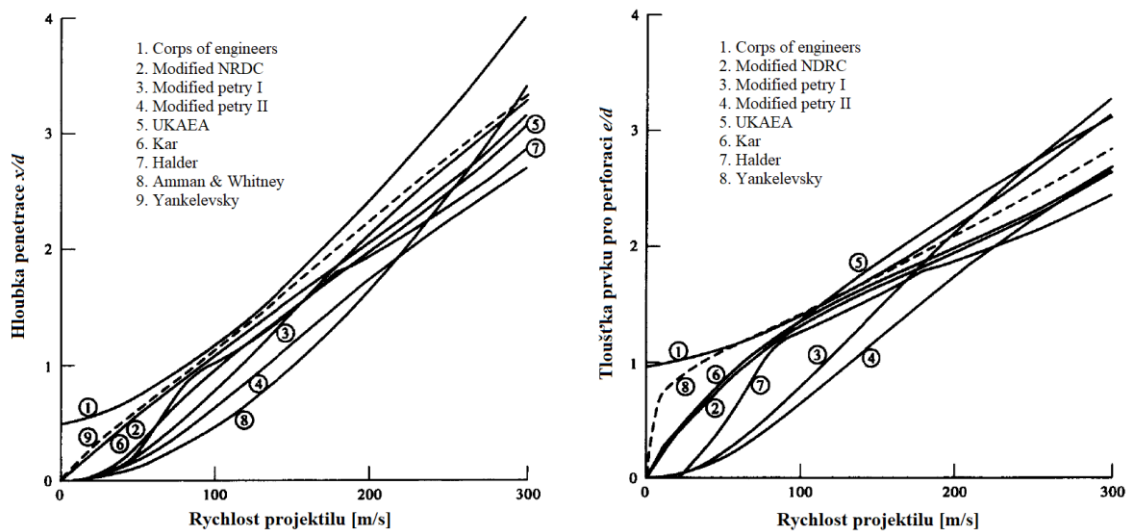 4
3
2
1
0
0
100
200
300
Hloubka penetrace x/d
Rychlost projektilu [m/s]
1. Corps of engineers
2. Modified NRDC
3. Modified petry I
4. Modified petry II
5. UKAEA
6. Kar
7. Halder
8. Amman & Whitney
9. Yankelevsky
1
9
6
2
3
4
8
5
7
4
3
2
1
0
0
100
200
300
Tloušťka prvku pro perforaci e/d
Rychlost projektilu [m/s]
1. Corps of engineers
2. Modified NDRC
3. Modified petry I
4. Modified petry II
5. UKAEA
6. Kar
7. Halder
8. Yankelevsky
1
8
6
2
7
3
4
5